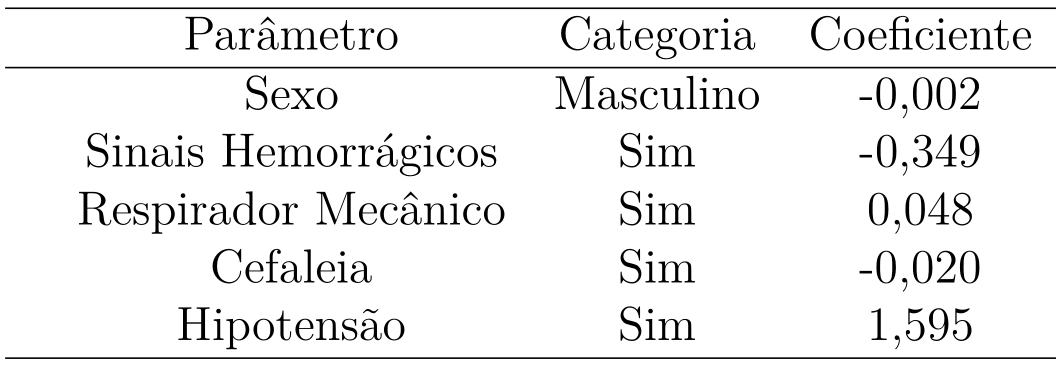 Parâmetro Categoria Coeficiente
Sexo Masculino -0,002
Sinais Hemorrágicos Sim -0,349
Respirador Mecânico Sim 0,048
Cefaleia Sim -0,020
Hipotensão Sim 1,595